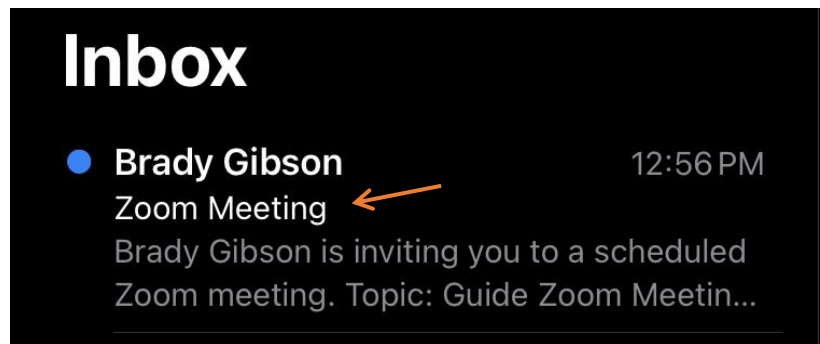 Inbox
Brady Gibson 12:56 PM
Zoom Meeting
Brady Gibson is inviting you to a scheduled
Zoom meeting. Topic: Guide Zoom Meetin...